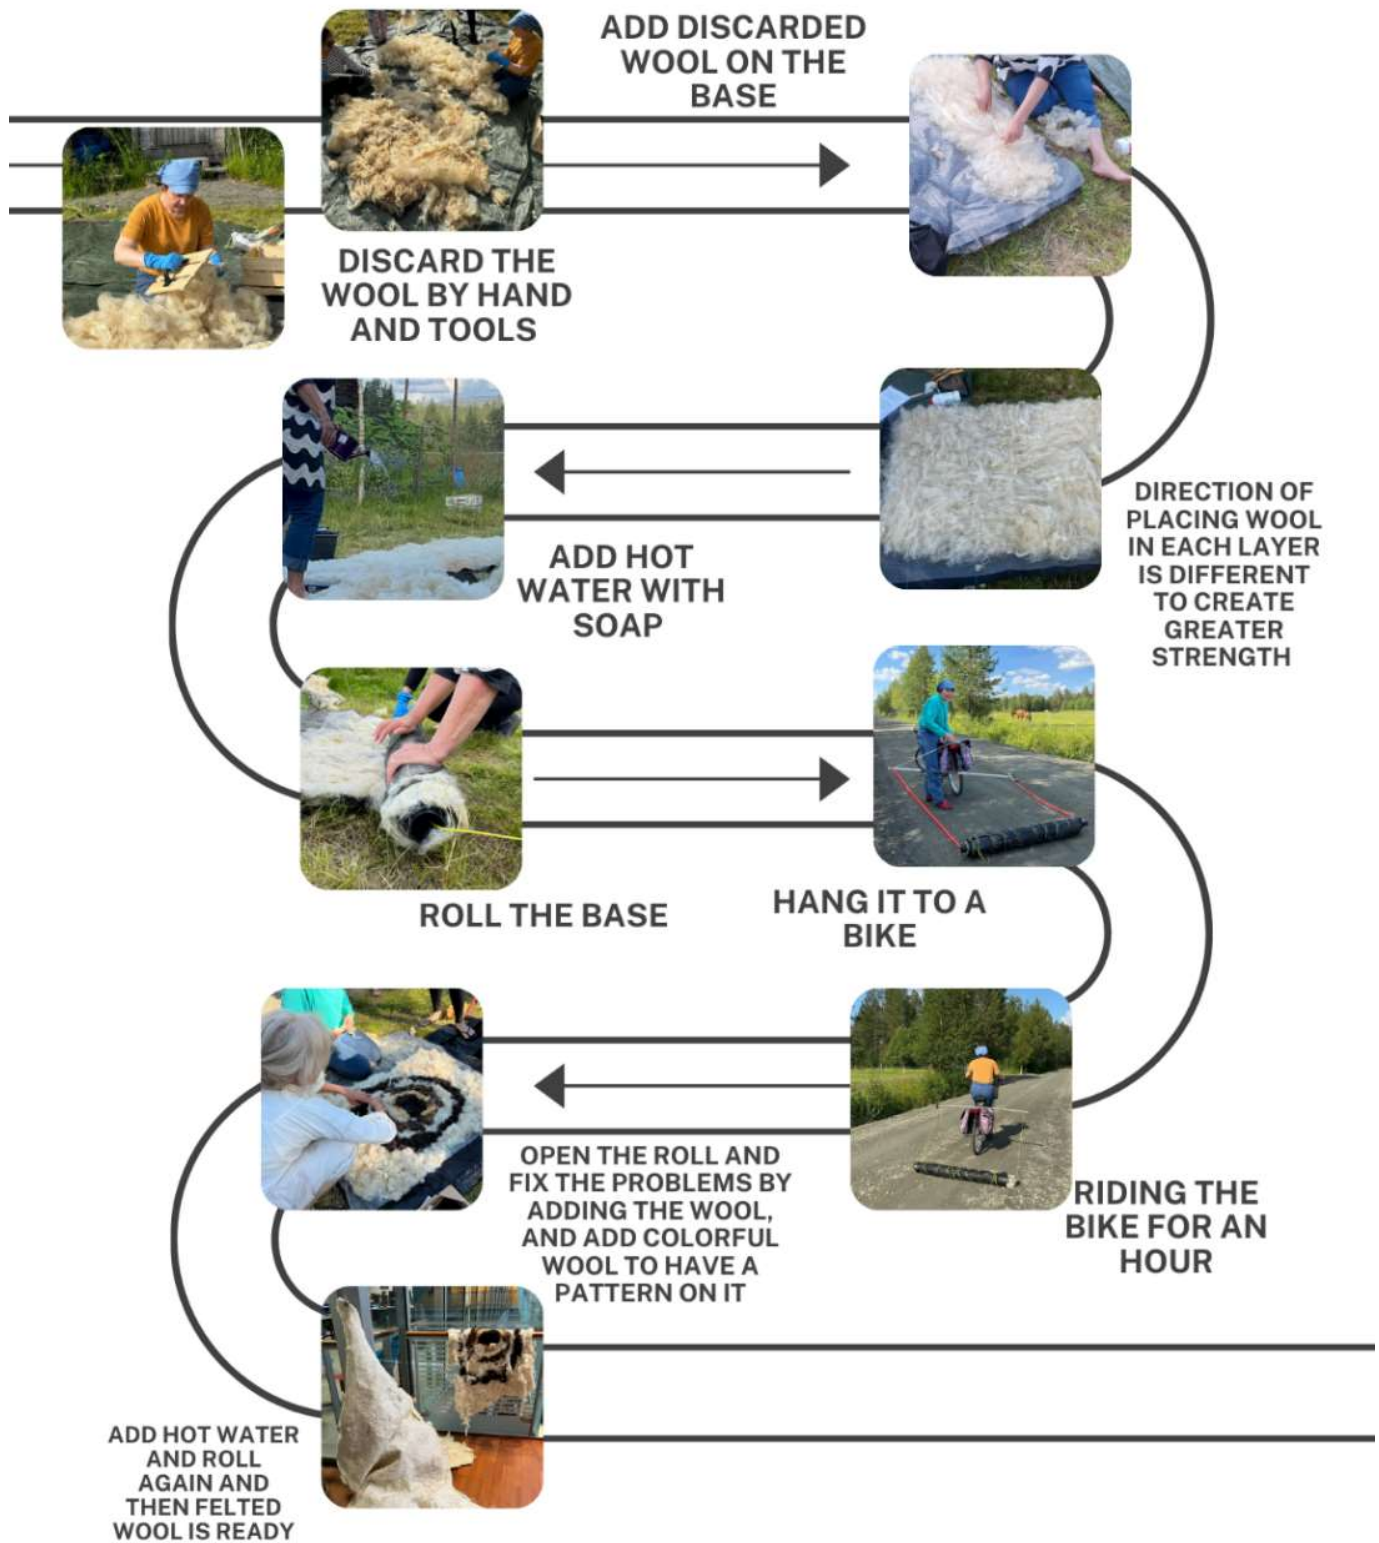 ADD DISCARDED
WOOL ON THE
BASE
DISCARD THE
WOOL BY HAND
AND TOOLS
DIRECTION OF
PLACING WOOL
IN EACH LAYER
IS DIFFERENT
TO CREATE
GREATER
STRENGTH
ADD HOT
WATER WITH
SOAP
ROLL THE BASE
HANG IT TO A
BIKE
RIDING THE
BIKE FOR AN
HOUR
OPEN THE ROLL AND
FIX THE PROBLEMS BY
ADDING THE WOOL,
AND ADD COLORFUL
WOOL TO HAVE A
PATTERN ON IT
ADD HOT WATER
AND ROLL
AGAIN AND
THEN FELTED
WOOL IS READY